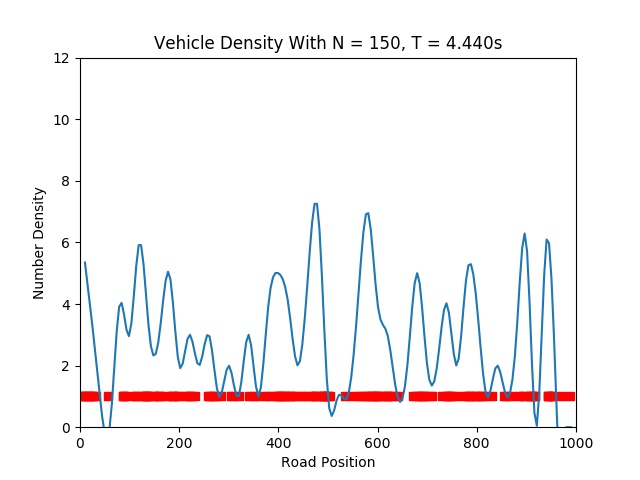 Vehicle Density With N = 150, T = 4.440s
12
10
8
6
4
2
0
Number Density
0 200 400 600 800 1000
Road Position